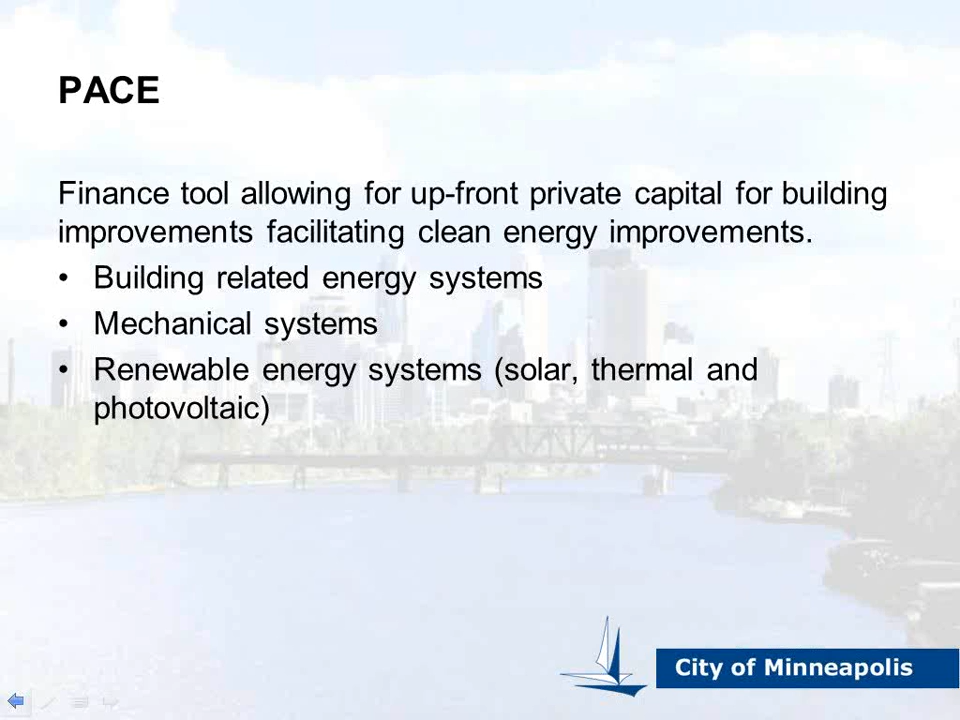 PACE
Finance tool allowing for up-front private capital for building
improvements facilitating clean energy improvements.
• Building related energy systems
• Mechanical systems
• Renewable energy systems (solar, thermal and
photovoltaic)
City of Minneapolis